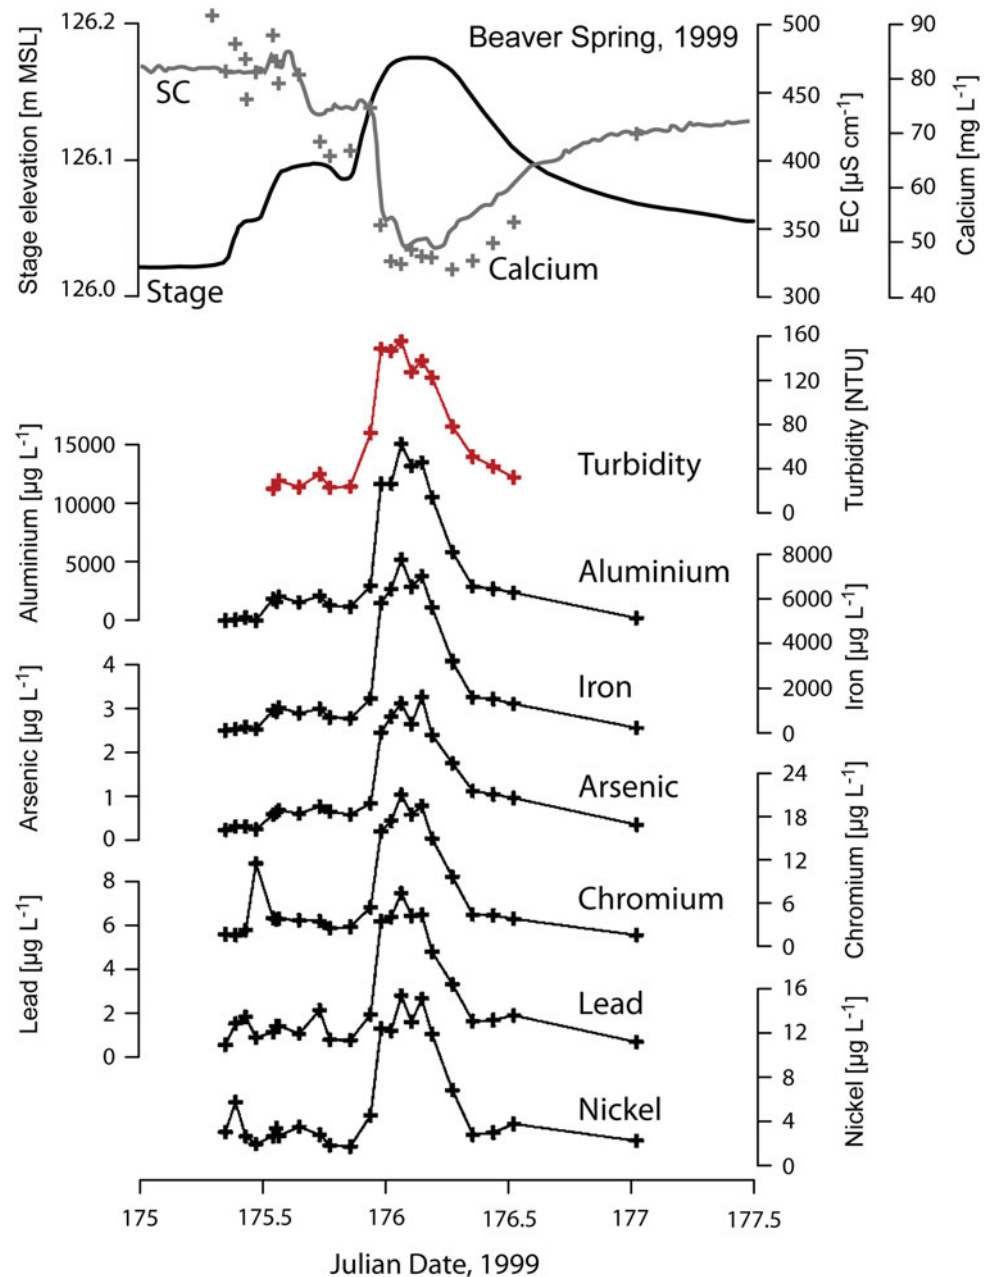 Beaver Spring, 1999
Stage elevation [m MSL]
126.2
126.1
126.0
SC
Stage
Calcium
500
450
400
350
300
EC [µS cm-1]
90
80
70
60
50
40
Calcium [mg L-1]
160
120
80
40
0
Turbidity [NTU]
Turbidity
Aluminium [µg L-1]
15000
10000
5000
0
Aluminium
8000
6000
4000
2000
0
Iron [µg L-1]
Iron
Arsenic [µg L-1]
4
3
2
1
0
Arsenic
24
18
12
6
0
Chromium [µg L-1]
Chromium
Lead [µg L-1]
8
6
4
2
0
Lead
16
12
8
4
0
Nickel [µg L-1]
Nickel
175
175.5
176
176.5
177
177.5
Julian Date, 1999